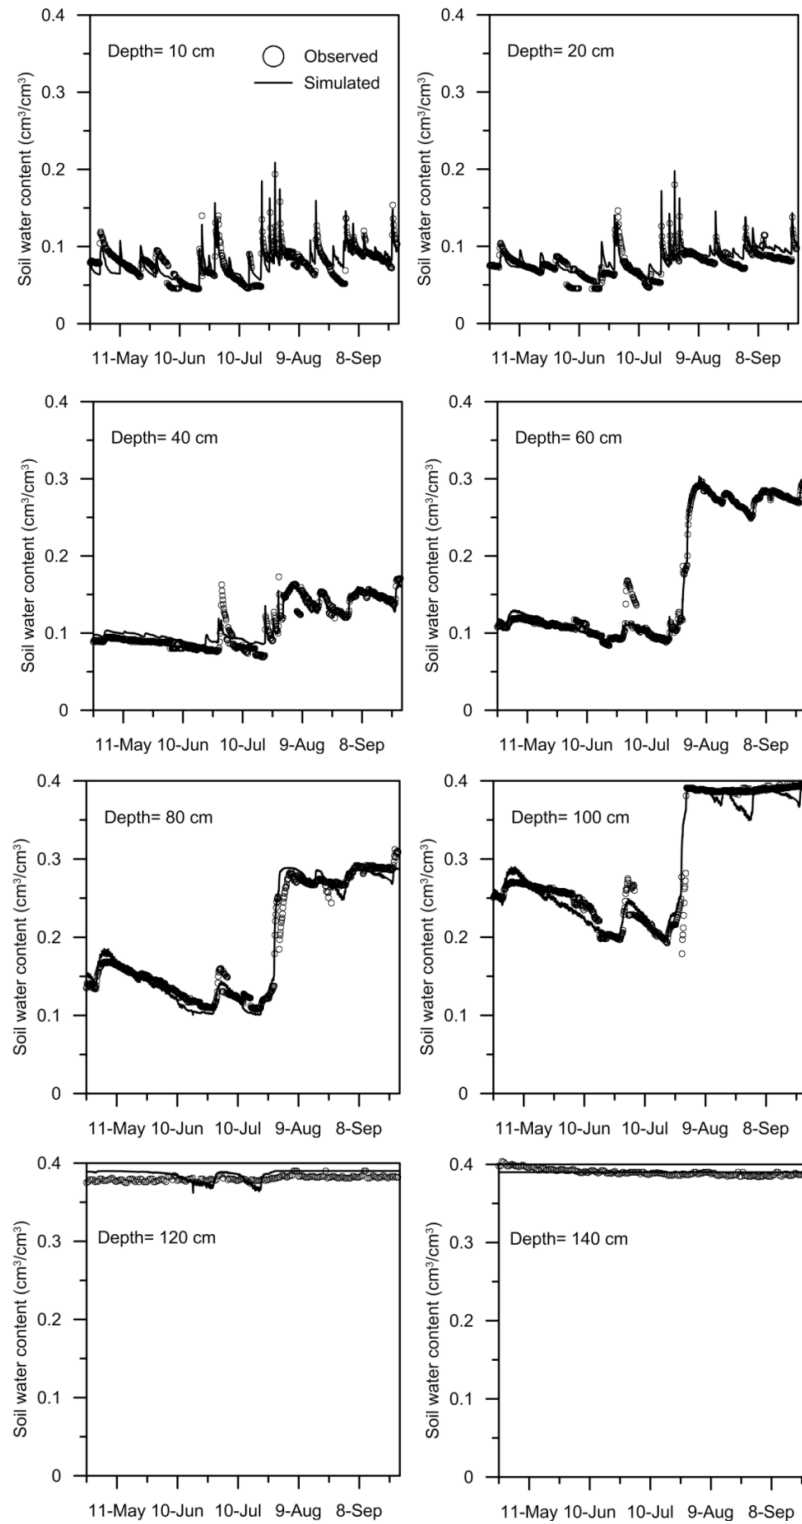 0.4
Depth= 10 cm
Observed
Simulated
0.3
0.2
0.1
0
Soil water content (cm³/cm³)
11-May 10-Jun 10-Jul 9-Aug 8-Sep
0.4
Depth= 20 cm
0.3
0.2
0.1
0
Soil water content (cm³/cm³)
11-May 10-Jun 10-Jul 9-Aug 8-Sep
0.4
Depth= 40 cm
0.3
0.2
0.1
0
Soil water content (cm³/cm³)
11-May 10-Jun 10-Jul 9-Aug 8-Sep
0.4
Depth= 60 cm
0.3
0.2
0.1
0
Soil water content (cm³/cm³)
11-May 10-Jun 10-Jul 9-Aug 8-Sep
0.4
Depth= 80 cm
0.3
0.2
0.1
0
Soil water content (cm³/cm³)
11-May 10-Jun 10-Jul 9-Aug 8-Sep
0.4
Depth= 100 cm
0.3
0.2
0.1
0
Soil water content (cm³/cm³)
11-May 10-Jun 10-Jul 9-Aug 8-Sep
0.4
0.3
Depth= 120 cm
0.2
0.1
0
Soil water content (cm³/cm³)
11-May 10-Jun 10-Jul 9-Aug 8-Sep
0.4
0.3
Depth= 140 cm
0.2
0.1
0
Soil water content (cm³/cm³)
11-May 10-Jun 10-Jul 9-Aug 8-Sep